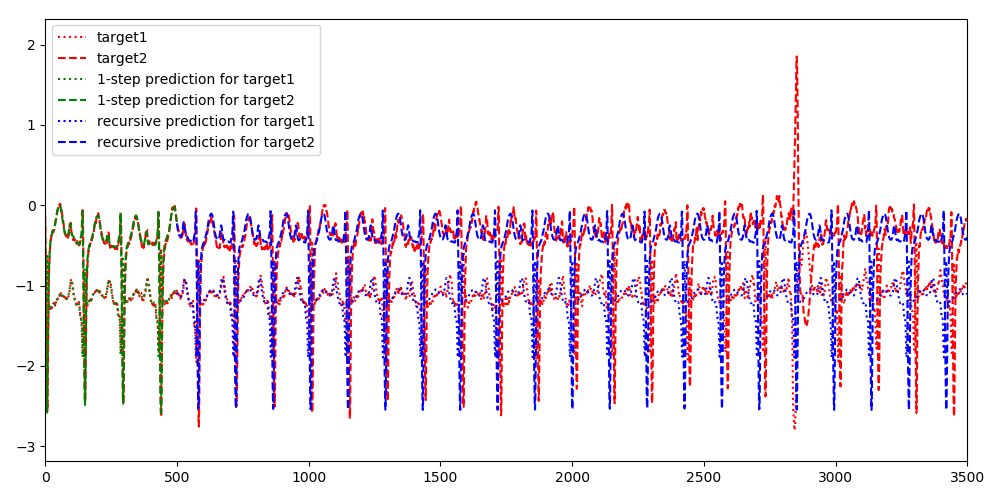 target1
target2
1-step prediction for target1
1-step prediction for target2
recursive prediction for target1
recursive prediction for target2
2
1
0
−1
−2
−3
0 500 1000 1500 2000 2500 3000 3500